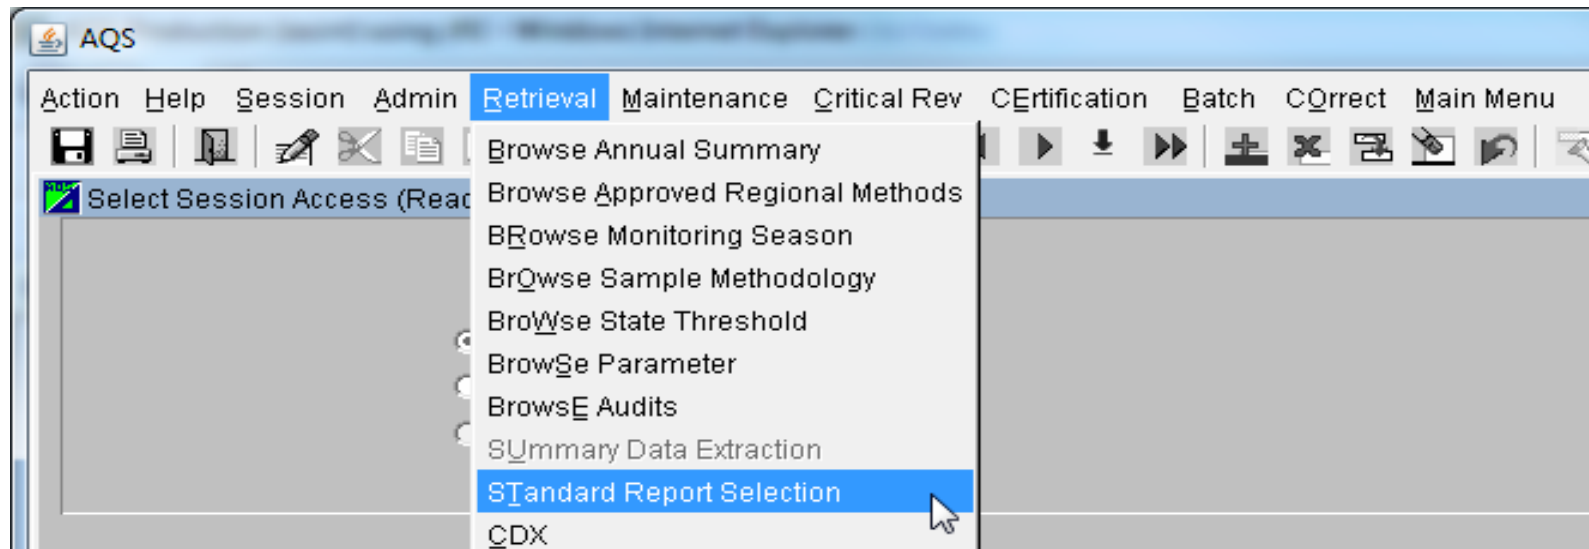 AQS
Action Help Session Admin Retrieval Maintenance Critical Rev CErtification Batch COrrect Main Menu
Select Session Access (Read
Browse Annual Summary
Browse Approved Regional Methods
BRowse Monitoring Season
BrOwse Sample Methodology
BroWse State Threshold
BrowSe Parameter
BrowsE Audits
SUmmary Data Extraction
STandard Report Selection
CDX